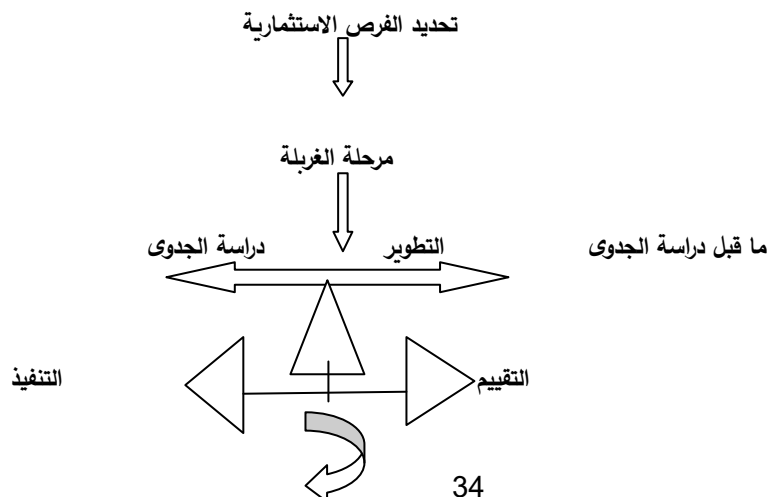 تحديد الفرص الاستثمارية
مرحلة الغربلة
ما قبل دراسة الجدوى التطوير دراسة الجدوى
التقييم التنفيذ
34